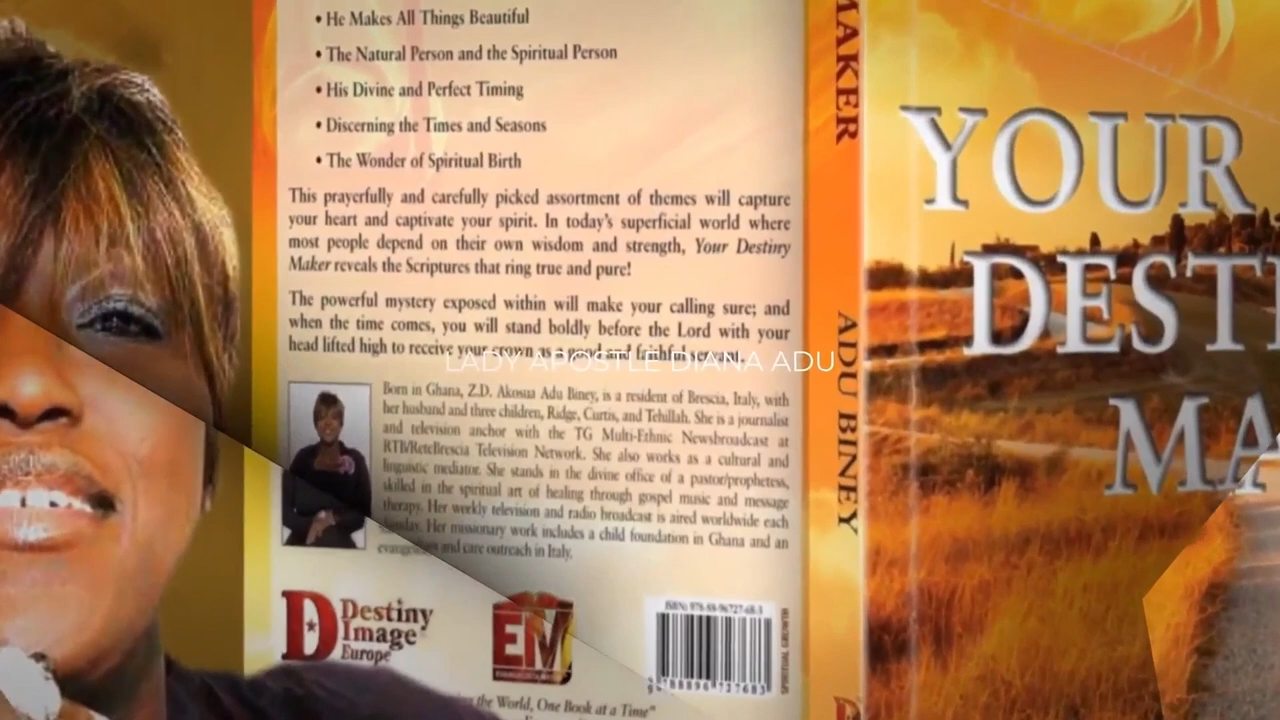 • He Makes All Things Beautiful
• The Natural Person and the Spiritual Person
• His Divine and Perfect Timing
• Discerning the Times and Seasons
• The Wonder of Spiritual Birth
This prayerfully and carefully picked assortment of themes will capture
your heart and captivate your spirit. In today's superficial world where
most people depend on their own wisdom and strength, Your Destiny
Maker reveals the Scriptures that ring true and pure!
The powerful mystery exposed within will make your calling sure; and
when the time comes, you will stand boldly before the Lord with your
head lifted high to receive your crown
LADY APOSTLE DIANA ADU
Born in Ghana, Z.D. Akosua Adu Biney, is a resident of Brescia, Italy, with
her husband and three children, Ridge, Curtis, and Tehillah. She is a journalist
and television anchor with the TG Multi-Ethnic Newsbroadcast at
RTB/ReteBrescia Television Network. She also works as a cultural and
linguistic mediator. She stands in the divine office of a pastor/prophetess,
skilled in the spiritual art of healing through gospel music and message
therapy. Her weekly television and radio broadcast is aired worldwide each
Sunday. Her missionary work includes a child foundation in Ghana and an
and care outreach in Italy.
Destiny
Image
Europe
EM
the World, One Book at a Time"
SPIRITUAL GROWTH
MAKER
ADU BINEY
YOUR
DESTI
MA